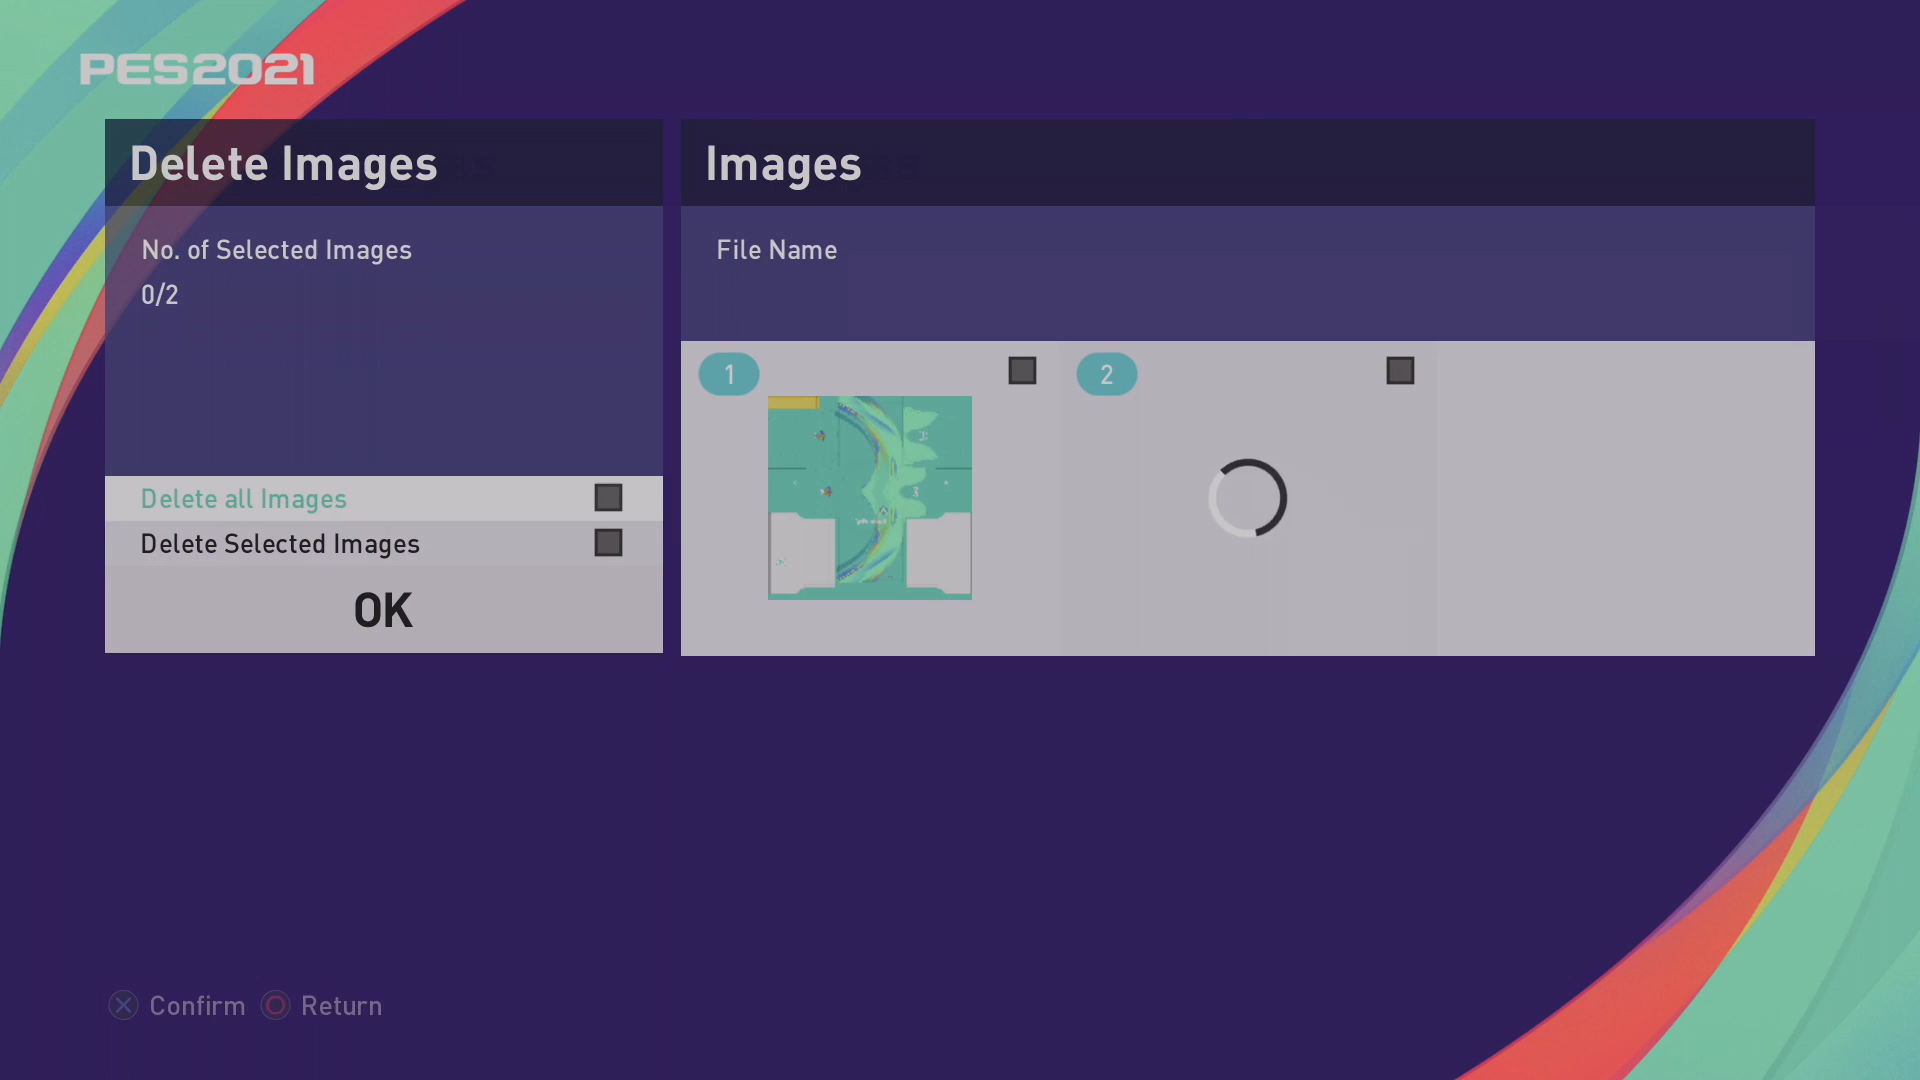 PES2021
Delete Images
No. of Selected Images
0/2
Delete all Images
Delete Selected Images
OK
Images
File Name
1
2
Confirm
Return